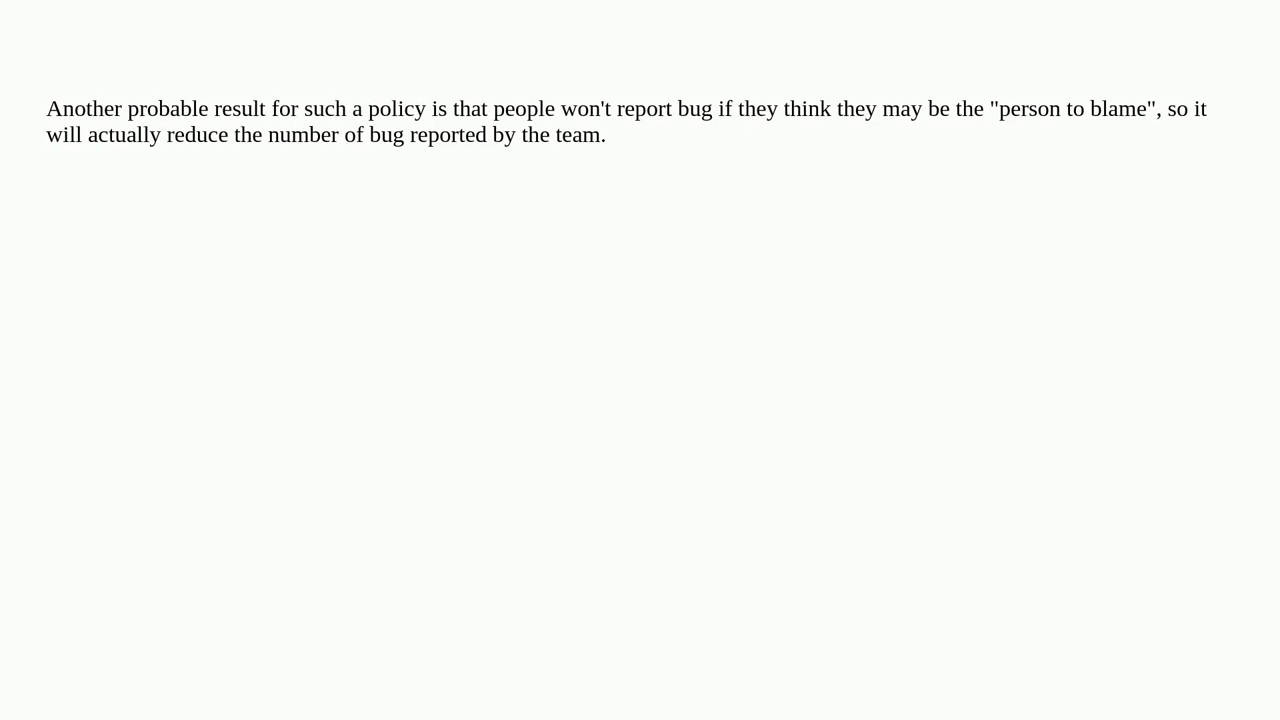 Another probable result for such a policy is that people won't report bug if they think they may be the "person to blame", so it
will actually reduce the number of bug reported by the team.